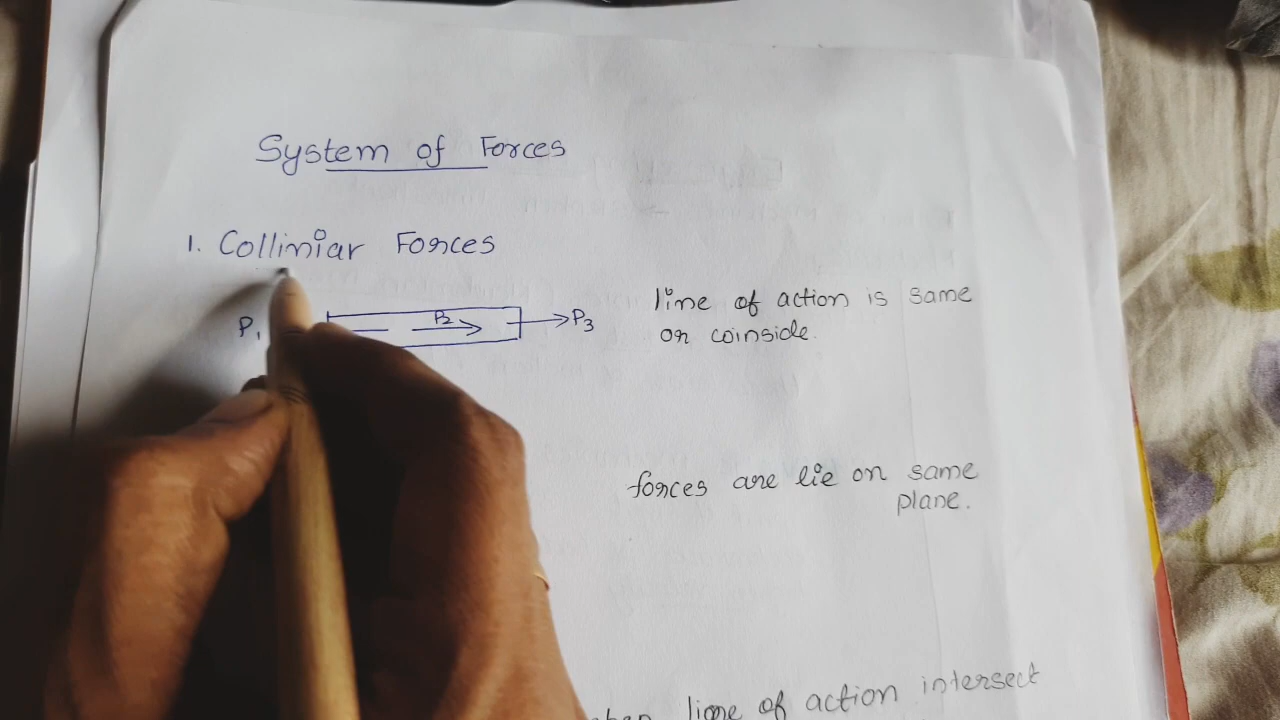 System of Forces
1. Colliniar Forces
P1 P2 P3
line of action is same
or coinside.
forces are lie on same
plane.
line of action intersect